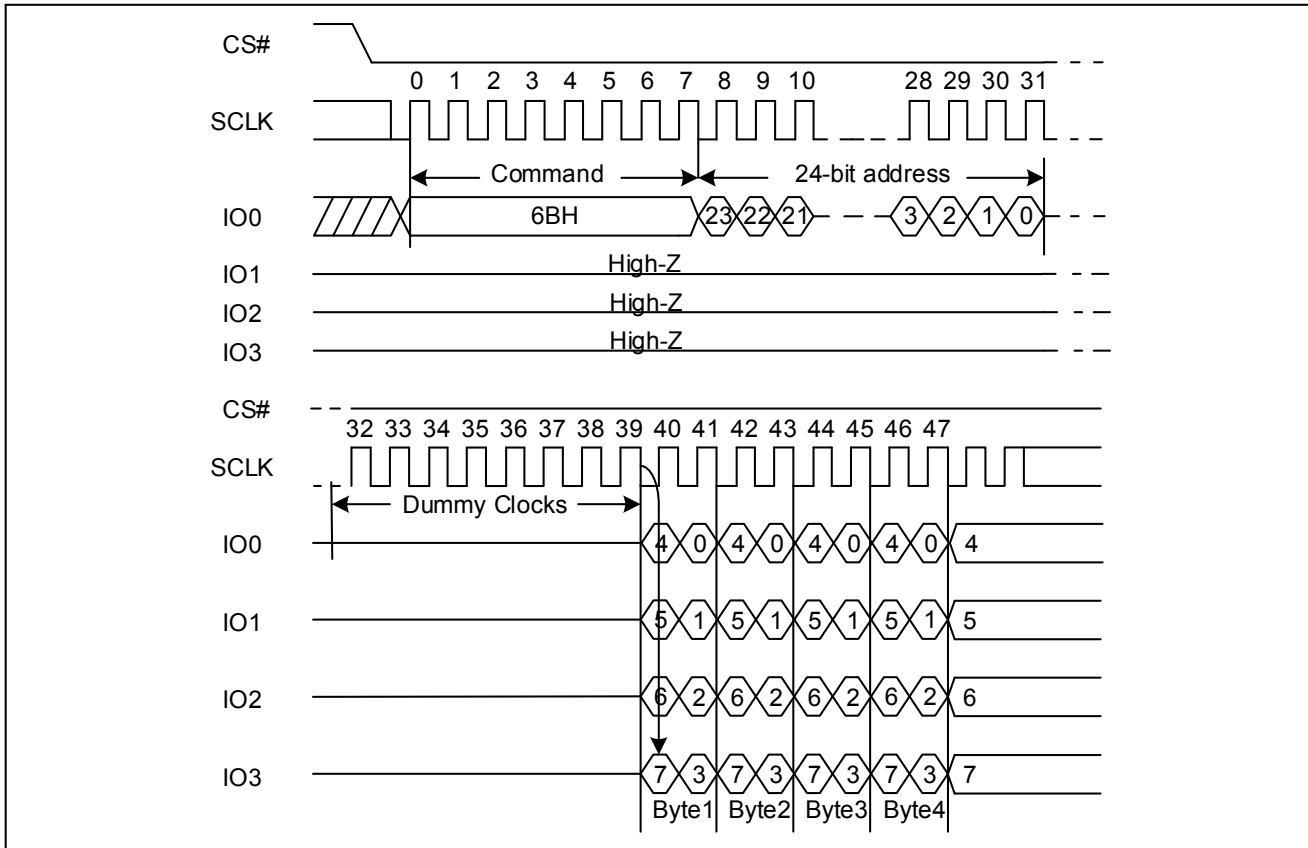 CS#
0 1 2 3 4 5 6 7 8 9 10 28 29 30 31
SCLK
Command 24-bit address
IO0 6BH 23 22 21 3 2 1 0
IO1 High-Z
IO2 High-Z
IO3 High-Z
CS#
32 33 34 35 36 37 38 39 40 41 42 43 44 45 46 47
SCLK
Dummy Clocks
IO0 4 0 4 0 4 0 4 0 4
IO1 5 1 5 1 5 1 5 1 5
IO2 6 2 6 2 6 2 6 2 6
IO3 7 3 7 3 7 3 7 3 7
Byte1 Byte2 Byte3 Byte4